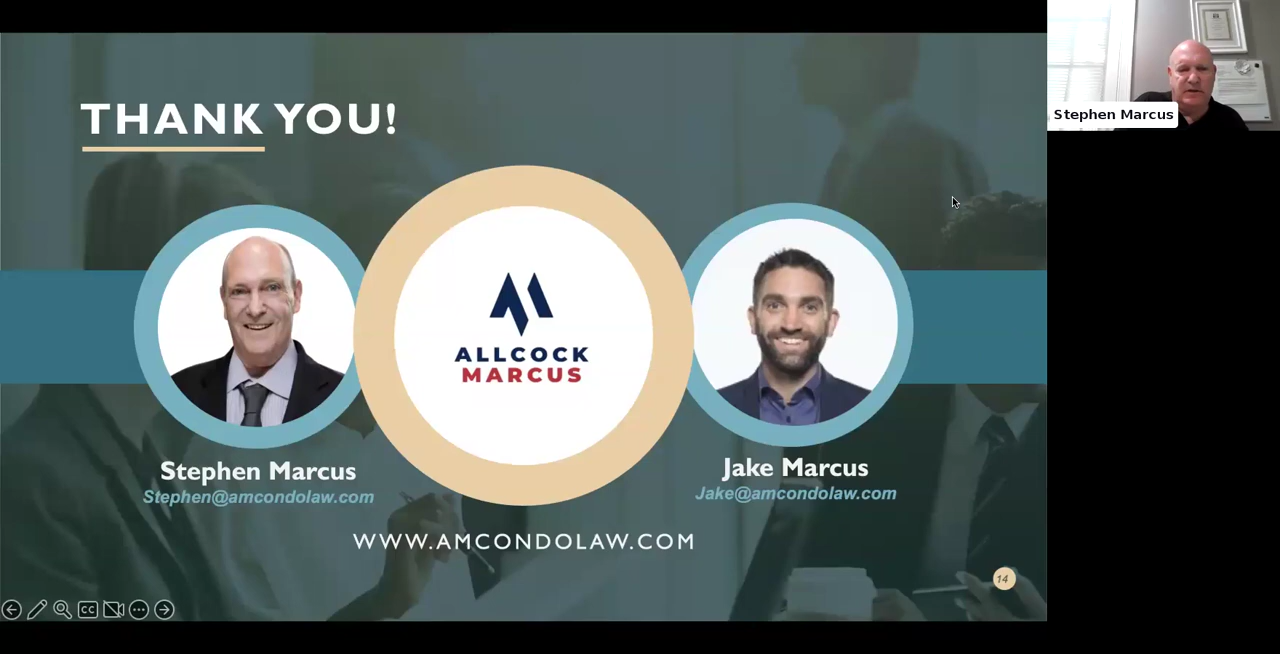 THANK YOU!
ALLCOCK
MARCUS
Stephen Marcus
Stephen@amcondolaw.com
Jake Marcus
Jake@amcondolaw.com
WWW.AMCONDOLAW.COM
14
CC
Stephen Marcus